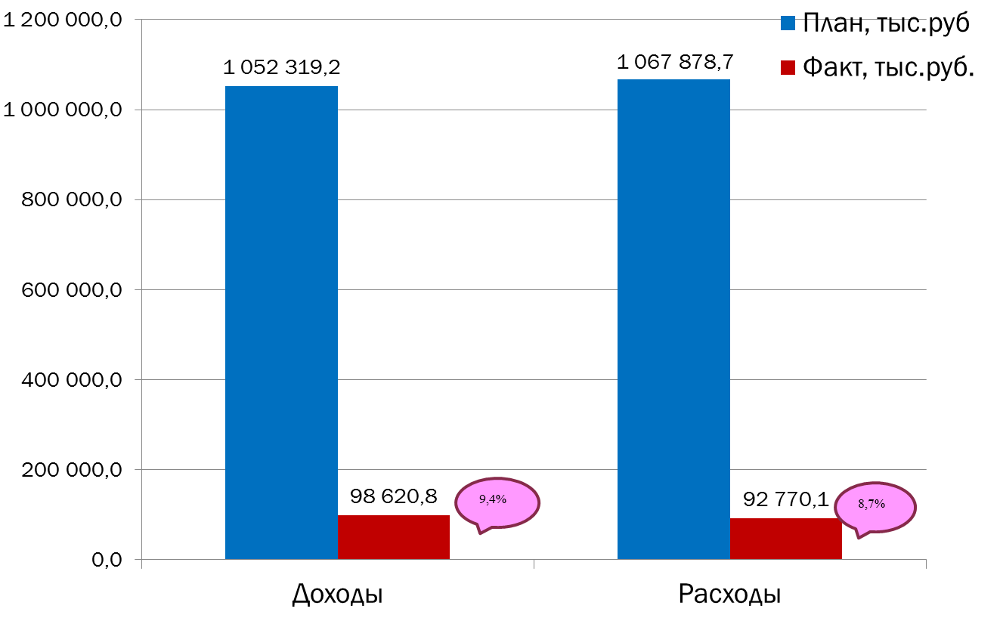 1 200 000,0
План, тыс.руб
Факт, тыс.руб.
1 052 319,2
1 067 878,7
1 000 000,0
800 000,0
600 000,0
400 000,0
200 000,0
98 620,8
9,4%
92 770,1
8,7%
0,0
Доходы
Расходы